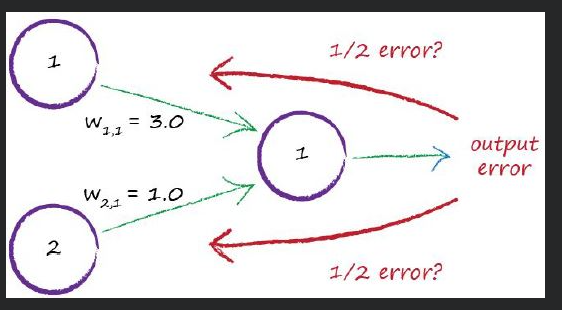 1
1/2 error?
w1,1 = 3.0
1
output
error
w2,1 = 1.0
2
1/2 error?